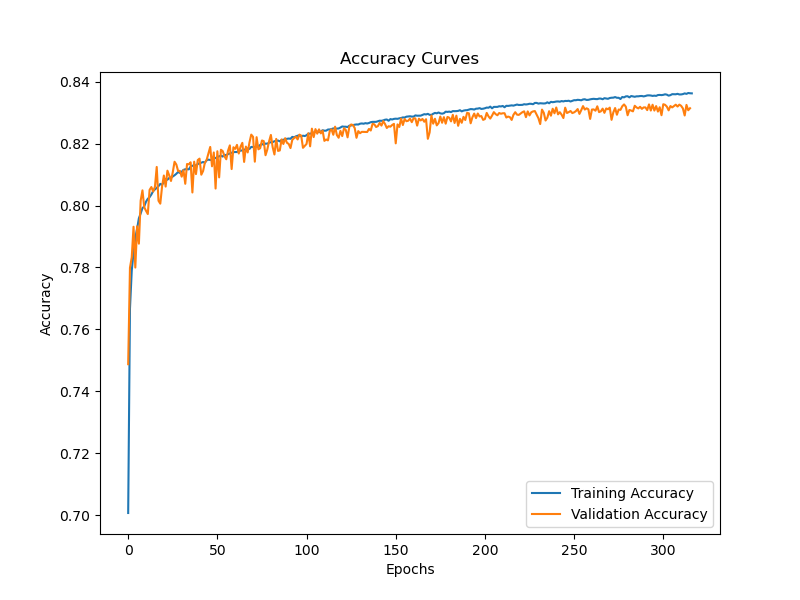 Accuracy Curves
0.84
0.82
0.80
0.78
0.76
0.74
0.72
0.70
Accuracy
0 50 100 150 200 250 300
Epochs
Training Accuracy
Validation Accuracy